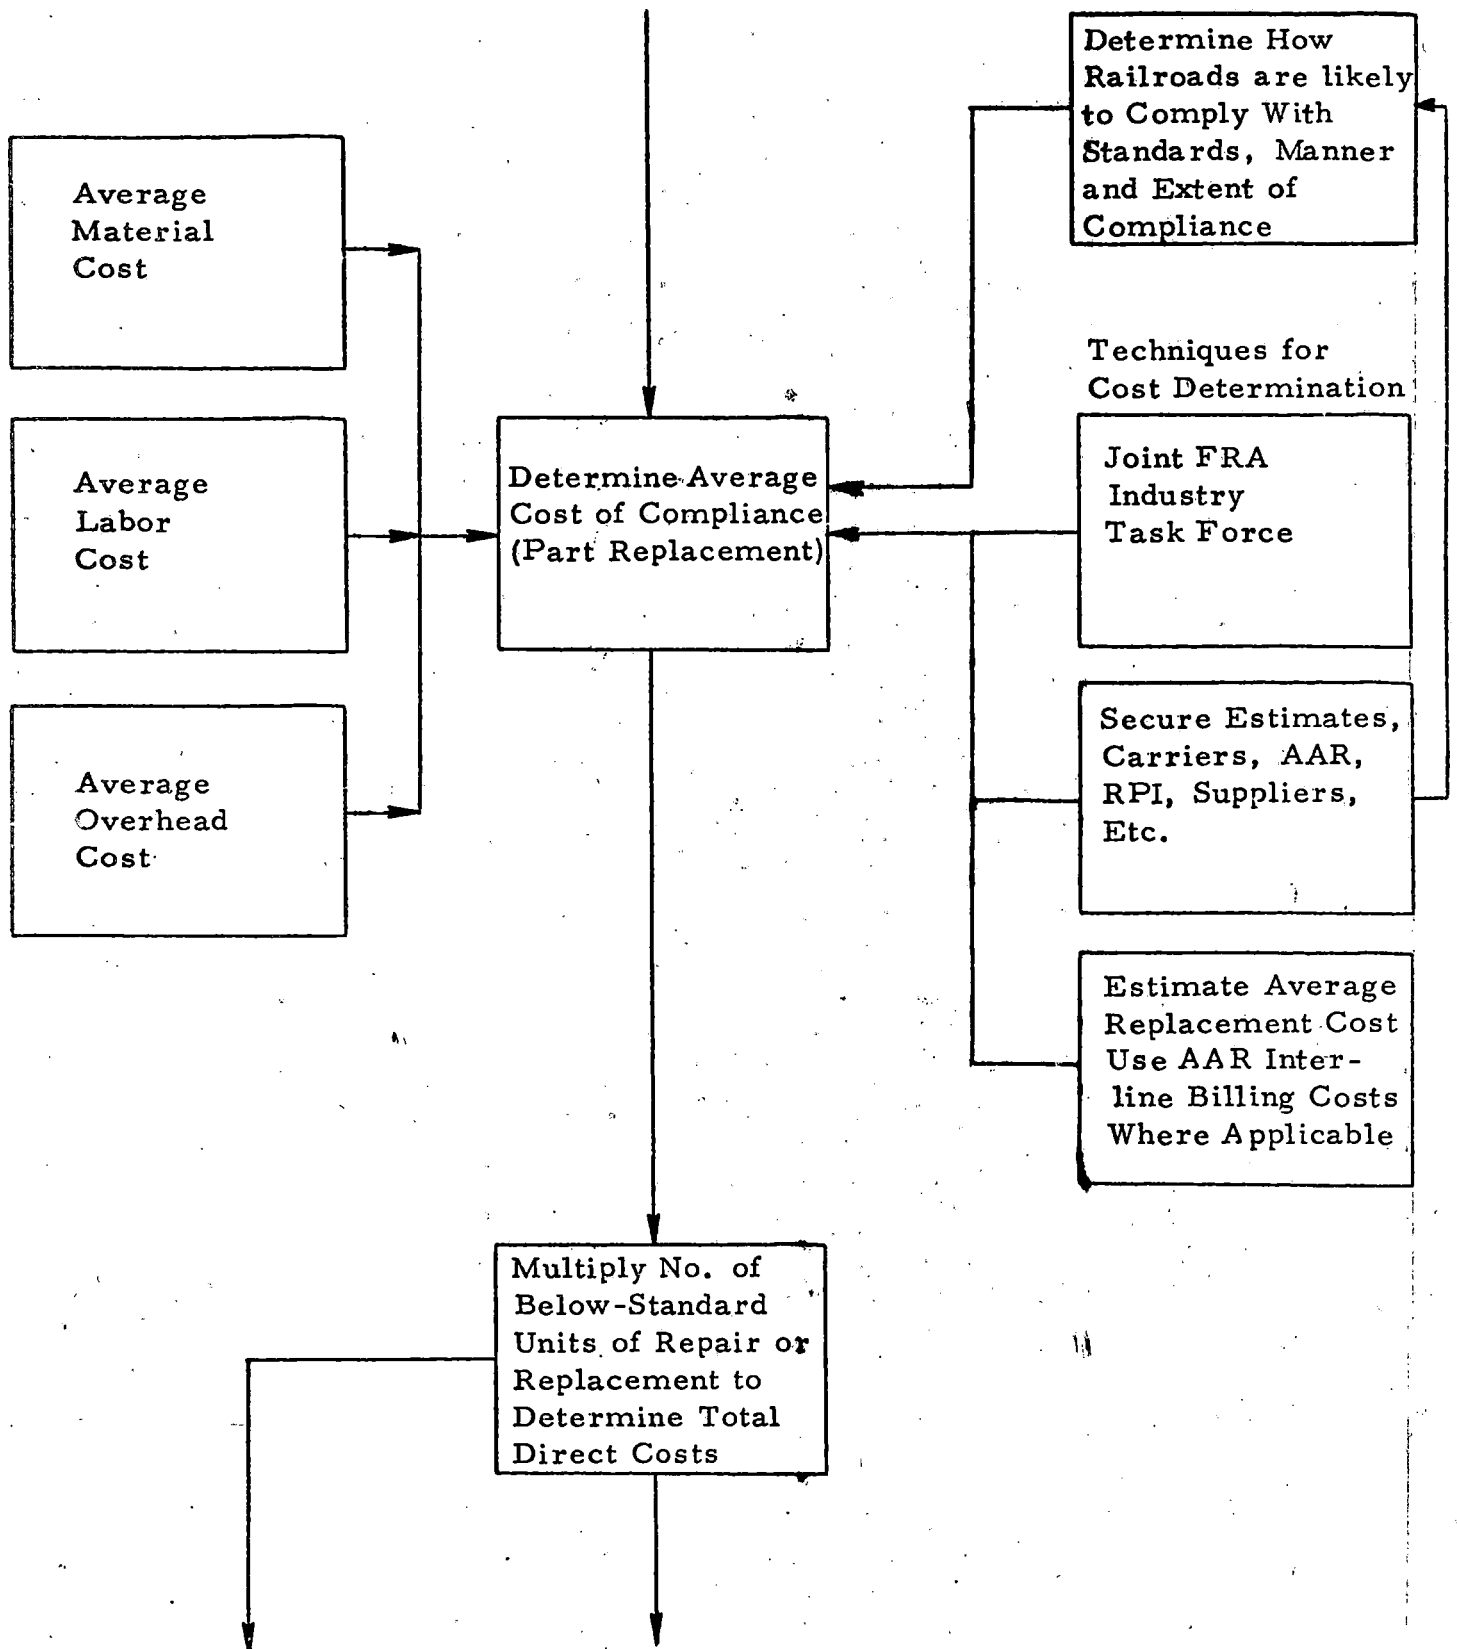 Determine How
Railroads are likely
to Comply With
Standards, Manner
and Extent of
Compliance
Average
Material
Cost
Techniques for
Cost Determination
Average
Labor
Cost
Determine Average
Cost of Compliance
(Part Replacement)
Joint FRA
Industry
Task Force
Secure Estimates,
Carriers, AAR,
RPI, Suppliers,
Etc.
Average
Overhead
Cost
Estimate Average
Replacement Cost
Use AAR Inter-
line Billing Costs
Where Applicable
Multiply No. of
Below-Standard
Units of Repair or
Replacement to
Determine Total
Direct Costs